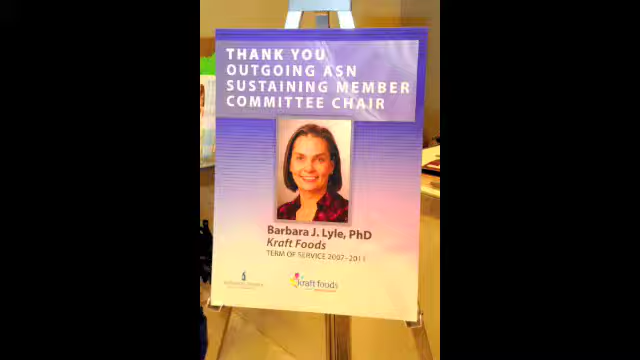 THANK YOU
OUTGOING ASN
SUSTAINING MEMBER
COMMITTEE CHAIR
Barbara J. Lyle, PhD
Kraft Foods
TERM OF SERVICE 2007-2011
kraft foods